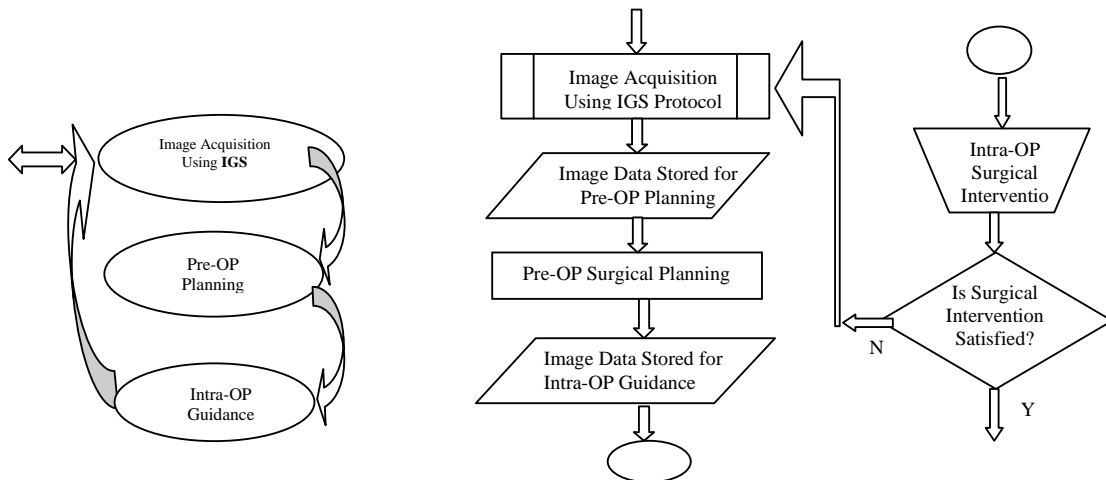 Image Acquisition
Using IGS
Pre-OP
Planning
Intra-OP
Guidance
Image Acquisition
Using IGS Protocol
Image Data Stored for
Pre-OP Planning
Pre-OP Surgical Planning
Image Data Stored for
Intra-OP Guidance
Intra-OP
Surgical
Interventio
Is Surgical
Intervention
Satisfied?
N
Y